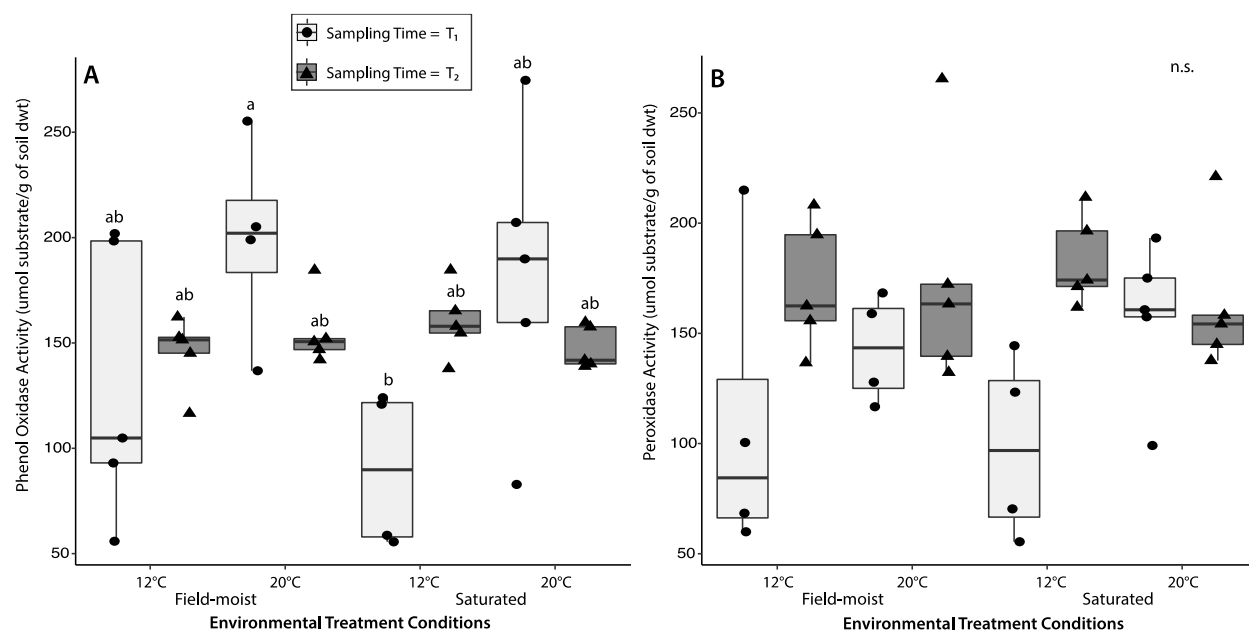 Sampling Time = T₁
Sampling Time = T₂
A
Phenol Oxidase Activity (umol substrate/g of soil dwt)
250
200
150
100
50
ab
ab
a
ab
b
ab
ab
ab
12°C
20°C
12°C
20°C
Field-moist
Saturated
Environmental Treatment Conditions
B
n.s.
Peroxidase Activity (umol substrate/g of soil dwt)
250
200
150
100
50
12°C
20°C
12°C
20°C
Field-moist
Saturated
Environmental Treatment Conditions